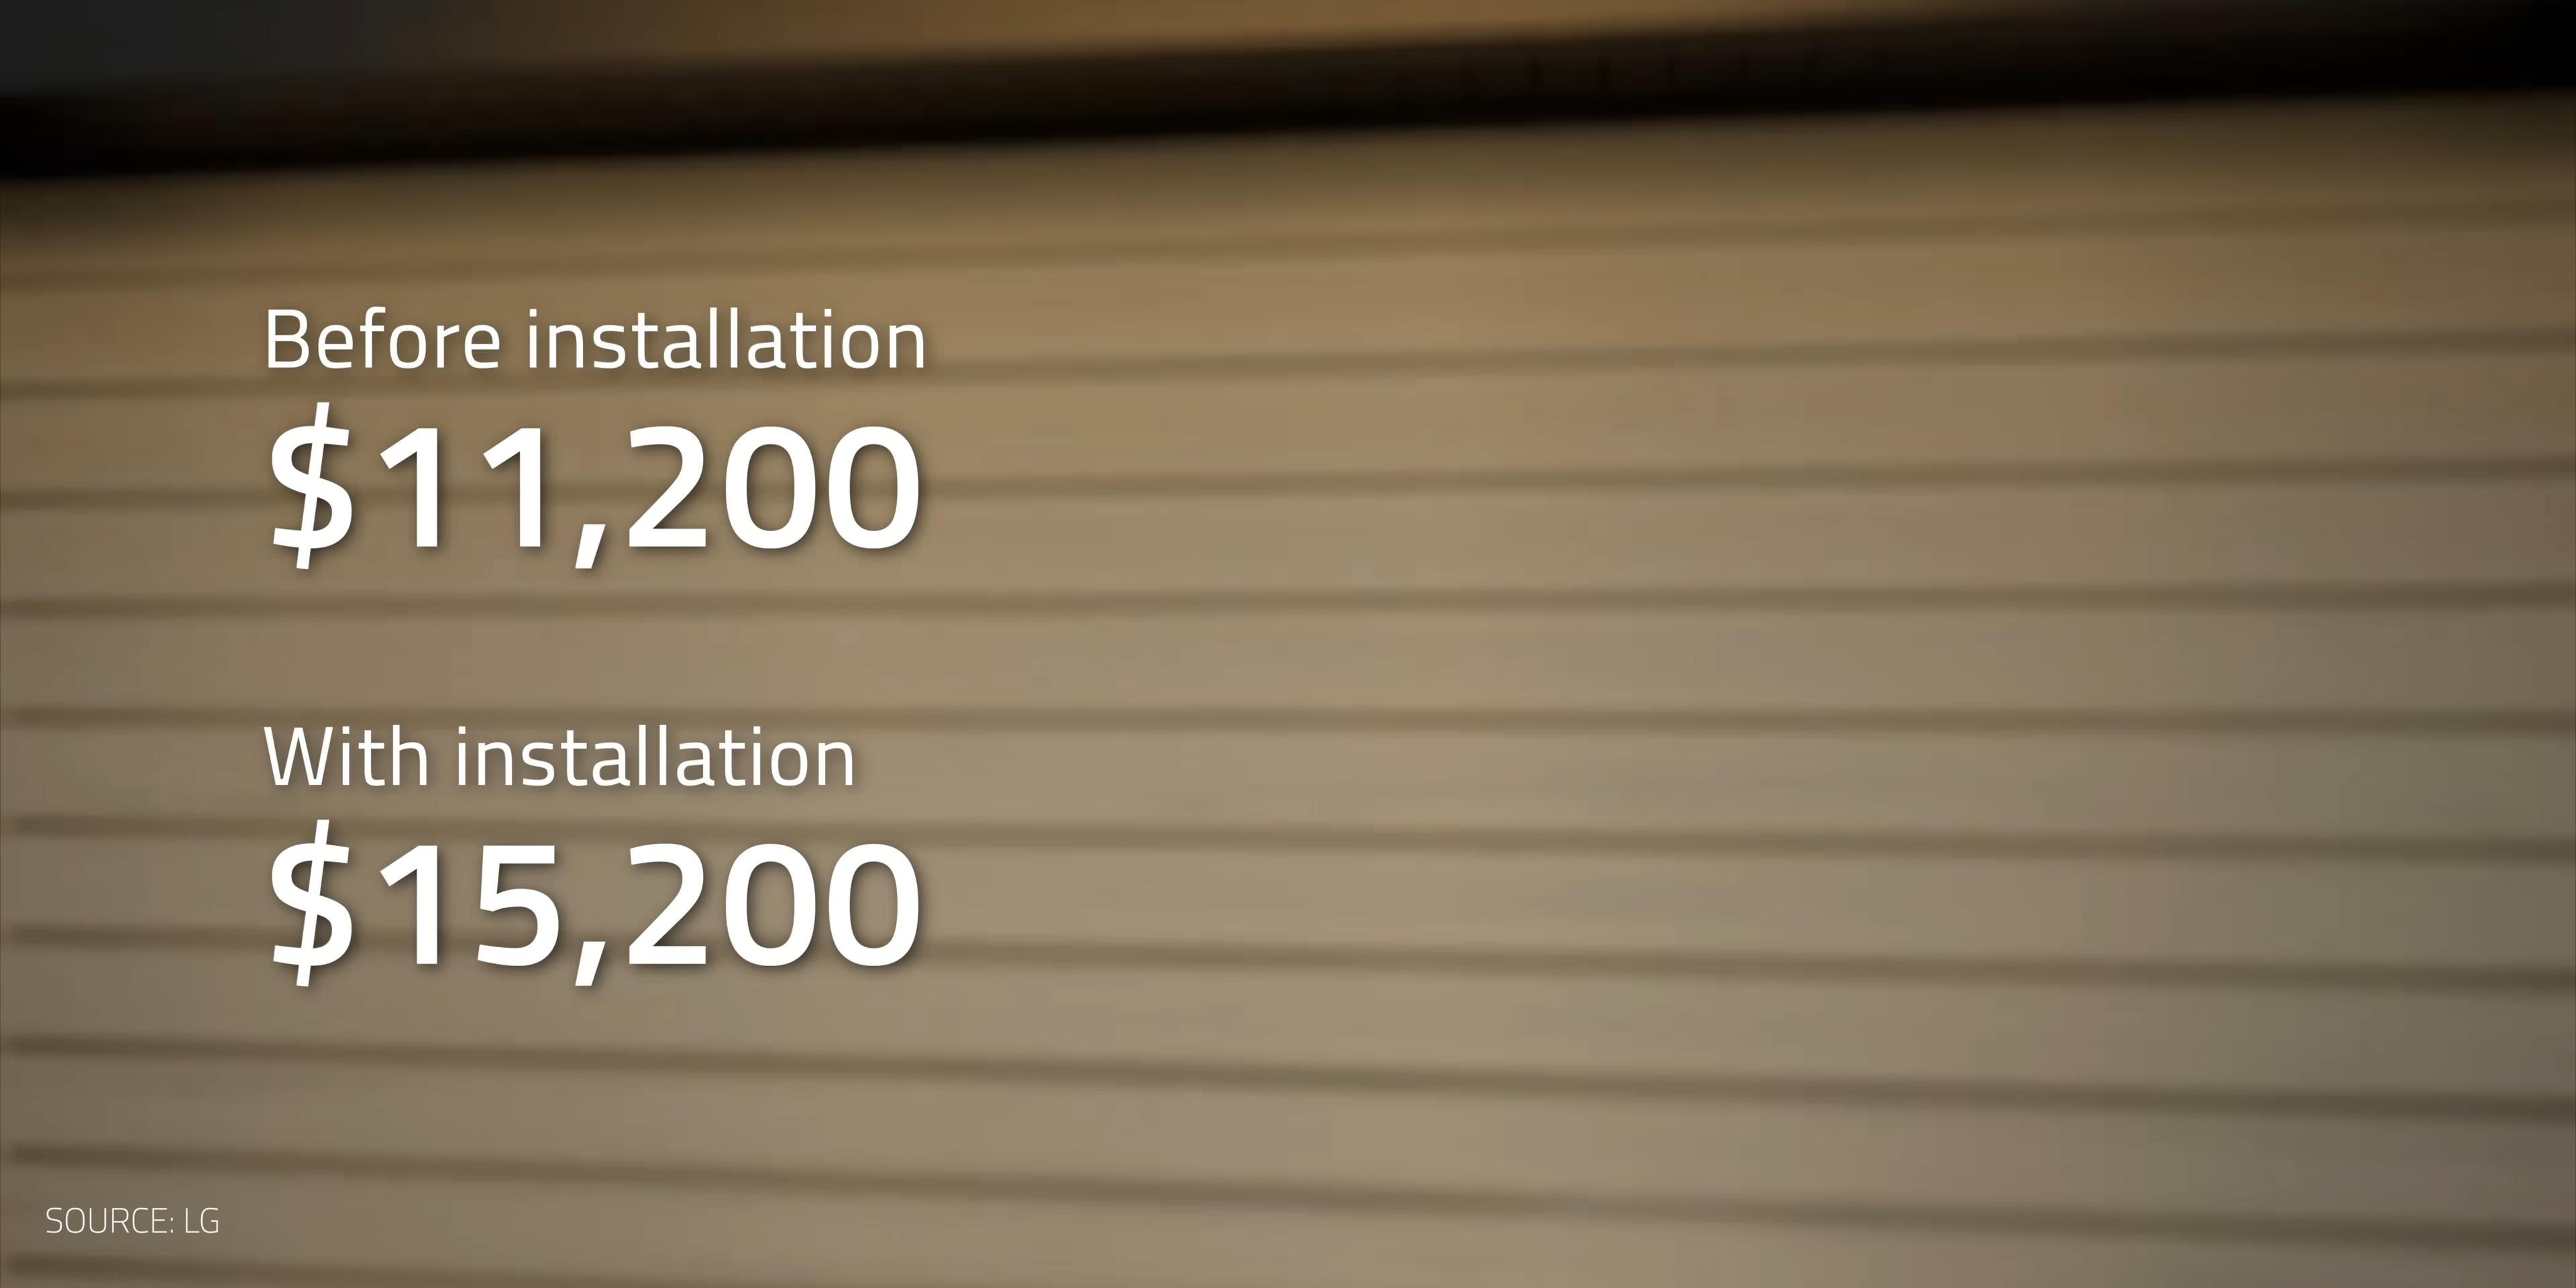 Before installation
$11,200
With installation
$15,200
SOURCE: LG